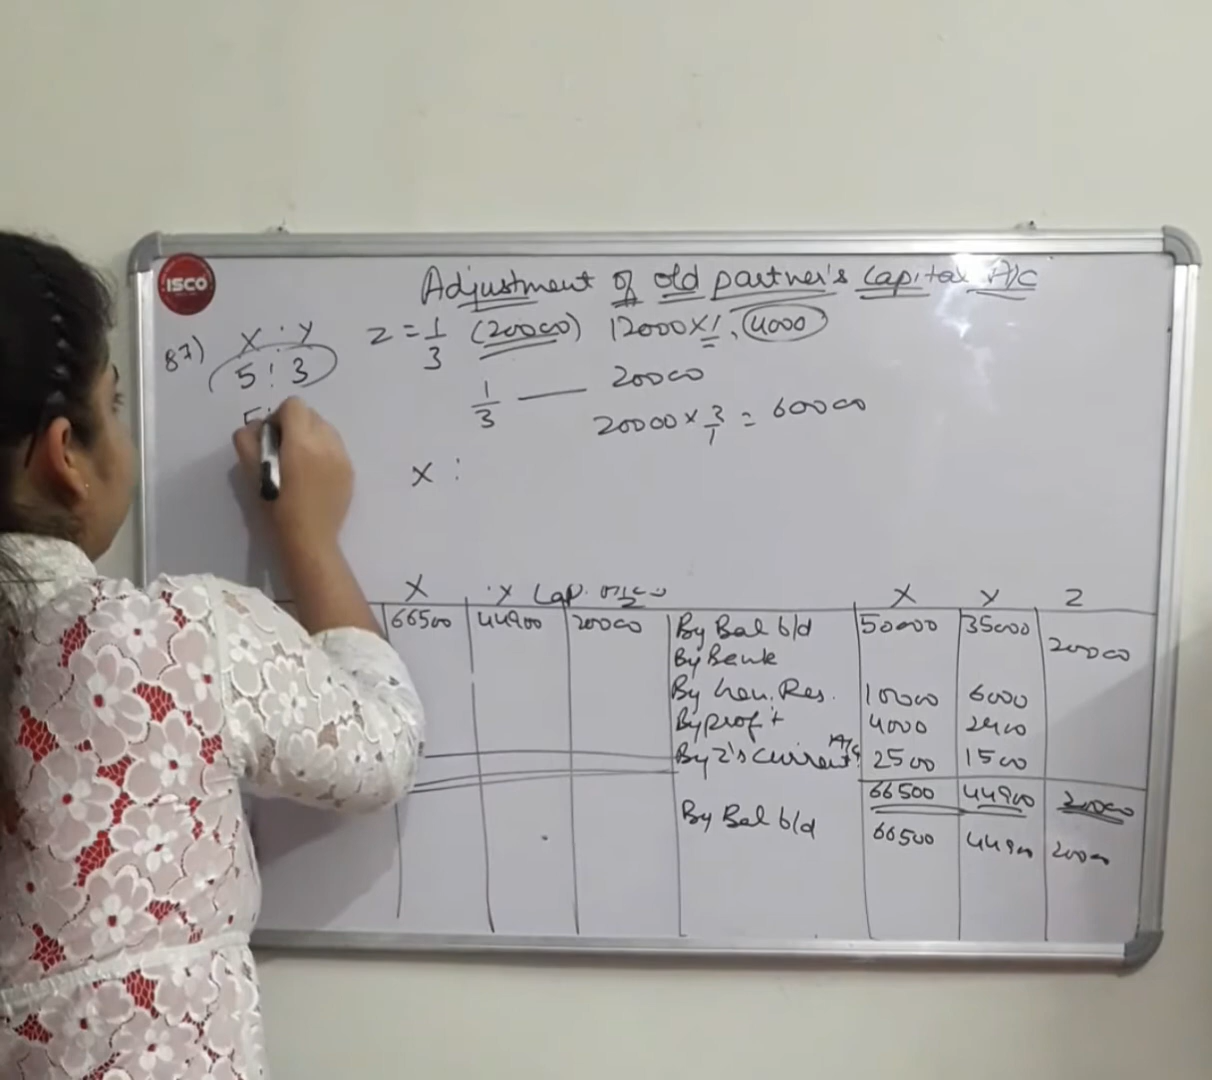 ISCO
Adjustment of old partner's Capital A/c
87) X : Y
5 : 3
Z = 1/3 (20000) 12000 × 1/ 4000
1/3 — 20000
20000 × 3/1 = 60000
5:
X :
X Y Cap. Z X Y Z
66500 44900 20000 By Bal b/d 50000 35000
By Bank 20000
By Gen. Res. 10000 6000
By profit 4000 2400
By Z's Current A/c 2500 1500
66500 44900 20000
By Bal b/d 66500 44900 20000